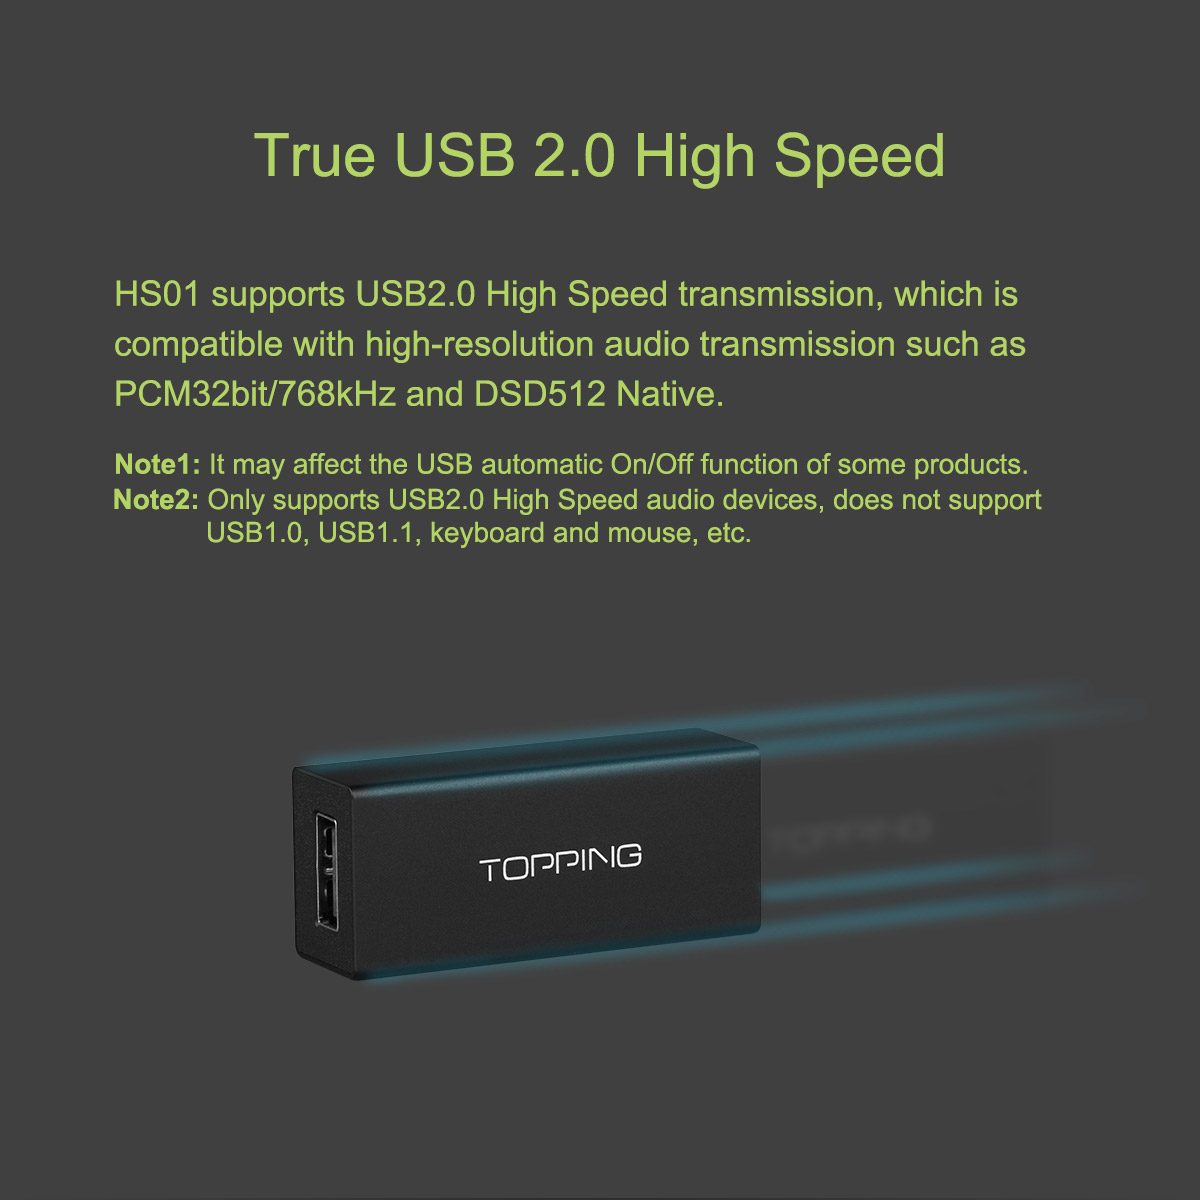 True USB 2.0 High Speed
HS01 supports USB2.0 High Speed transmission, which is
compatible with high-resolution audio transmission such as
PCM32bit/768kHz and DSD512 Native.
Note1: It may affect the USB automatic On/Off function of some products.
Note2: Only supports USB2.0 High Speed audio devices, does not support
USB1.0, USB1.1, keyboard and mouse, etc.
TOPPING
TOPPING